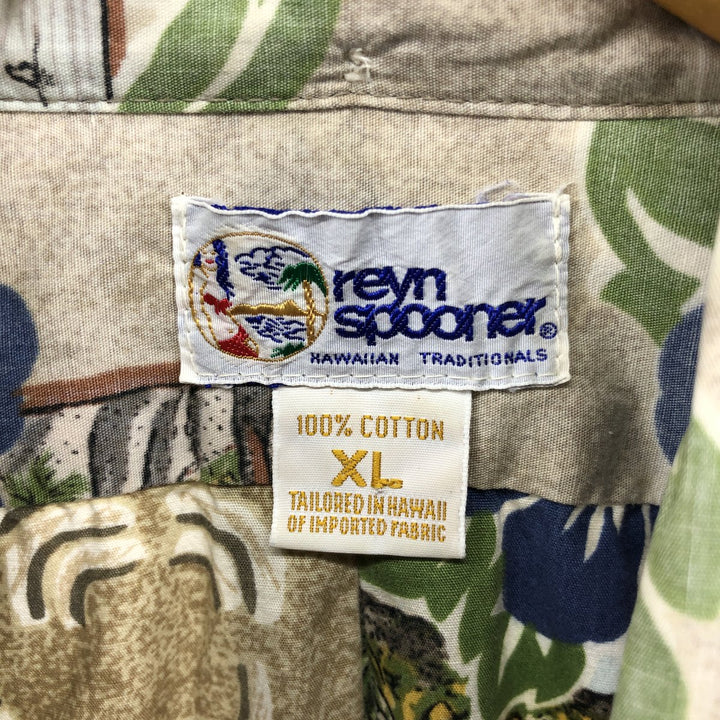 reyn
spooner®
HAWAIIAN TRADITIONALS
100% COTTON
XL
TAILORED IN HAWAII
OF IMPORTED FABRIC